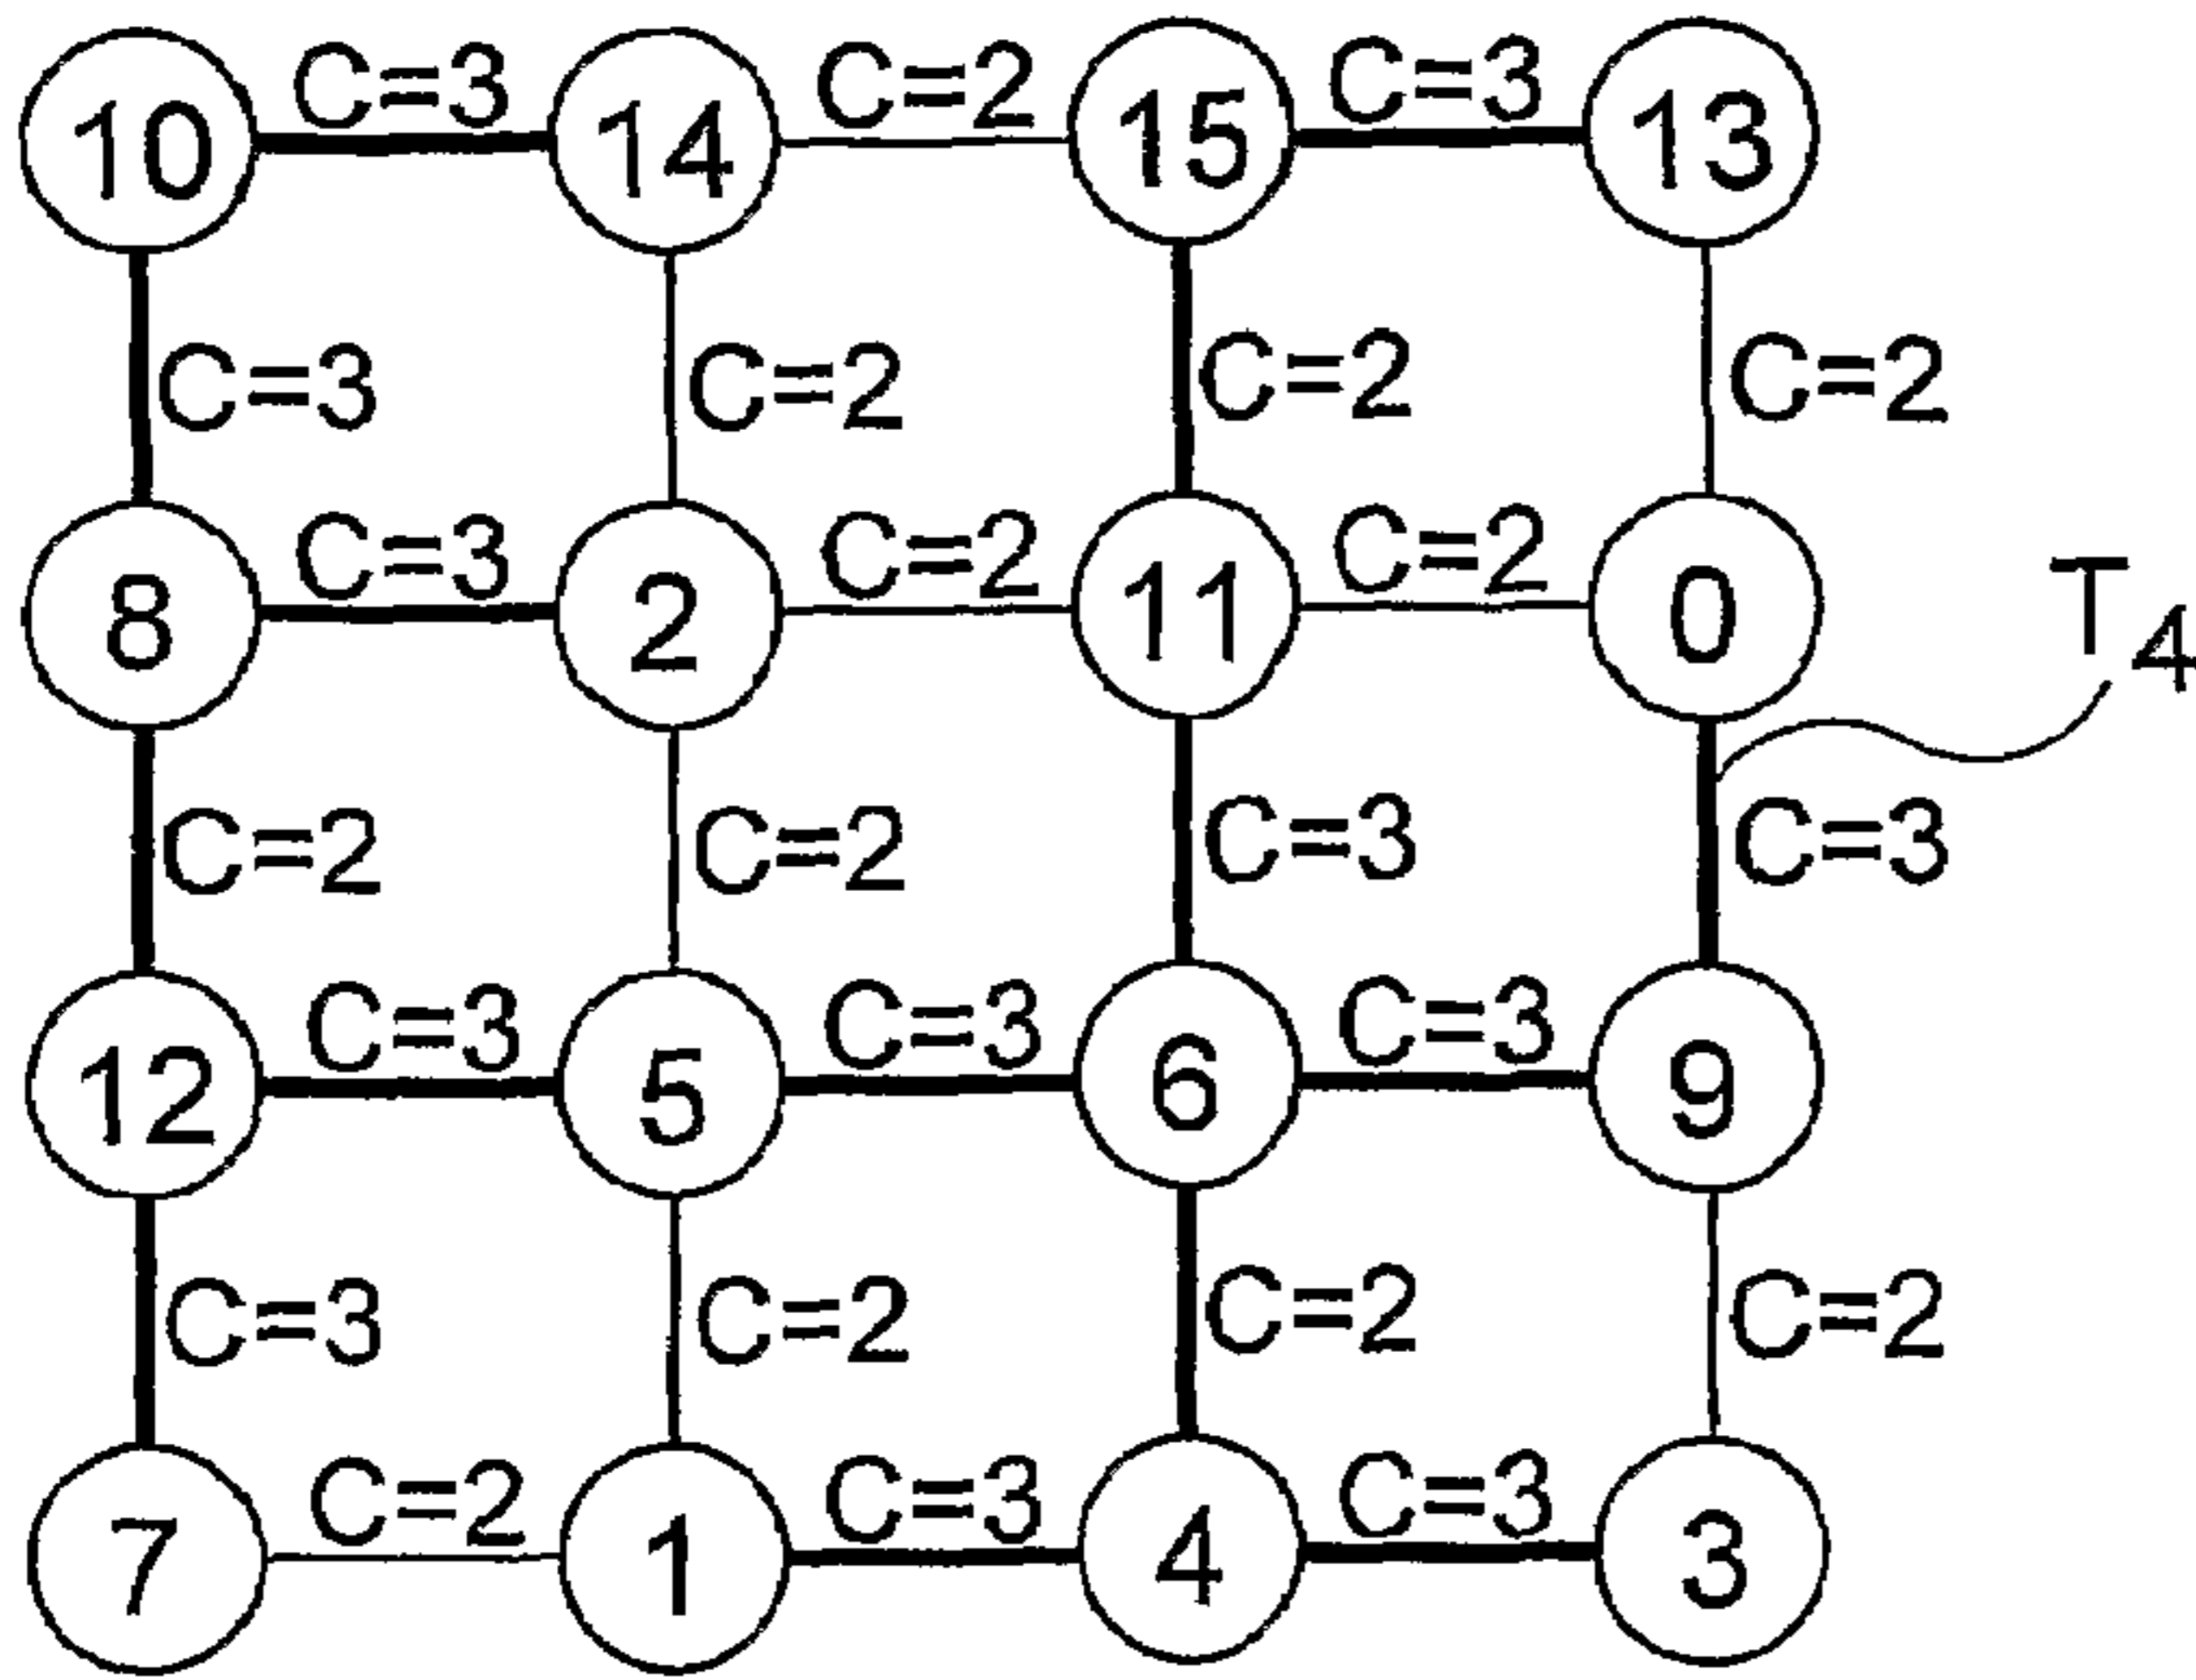 10 C=3 14 C=2 15 C=3 13
C=3 C=2 C=2 C=2
8 C=3 2 C=2 11 C=2 0 T4
C=2 C=2 C=3 C=3
12 C=3 5 C=3 6 C=3 9
C=3 C=2 C=2 C=2
7 C=2 1 C=3 4 C=3 3